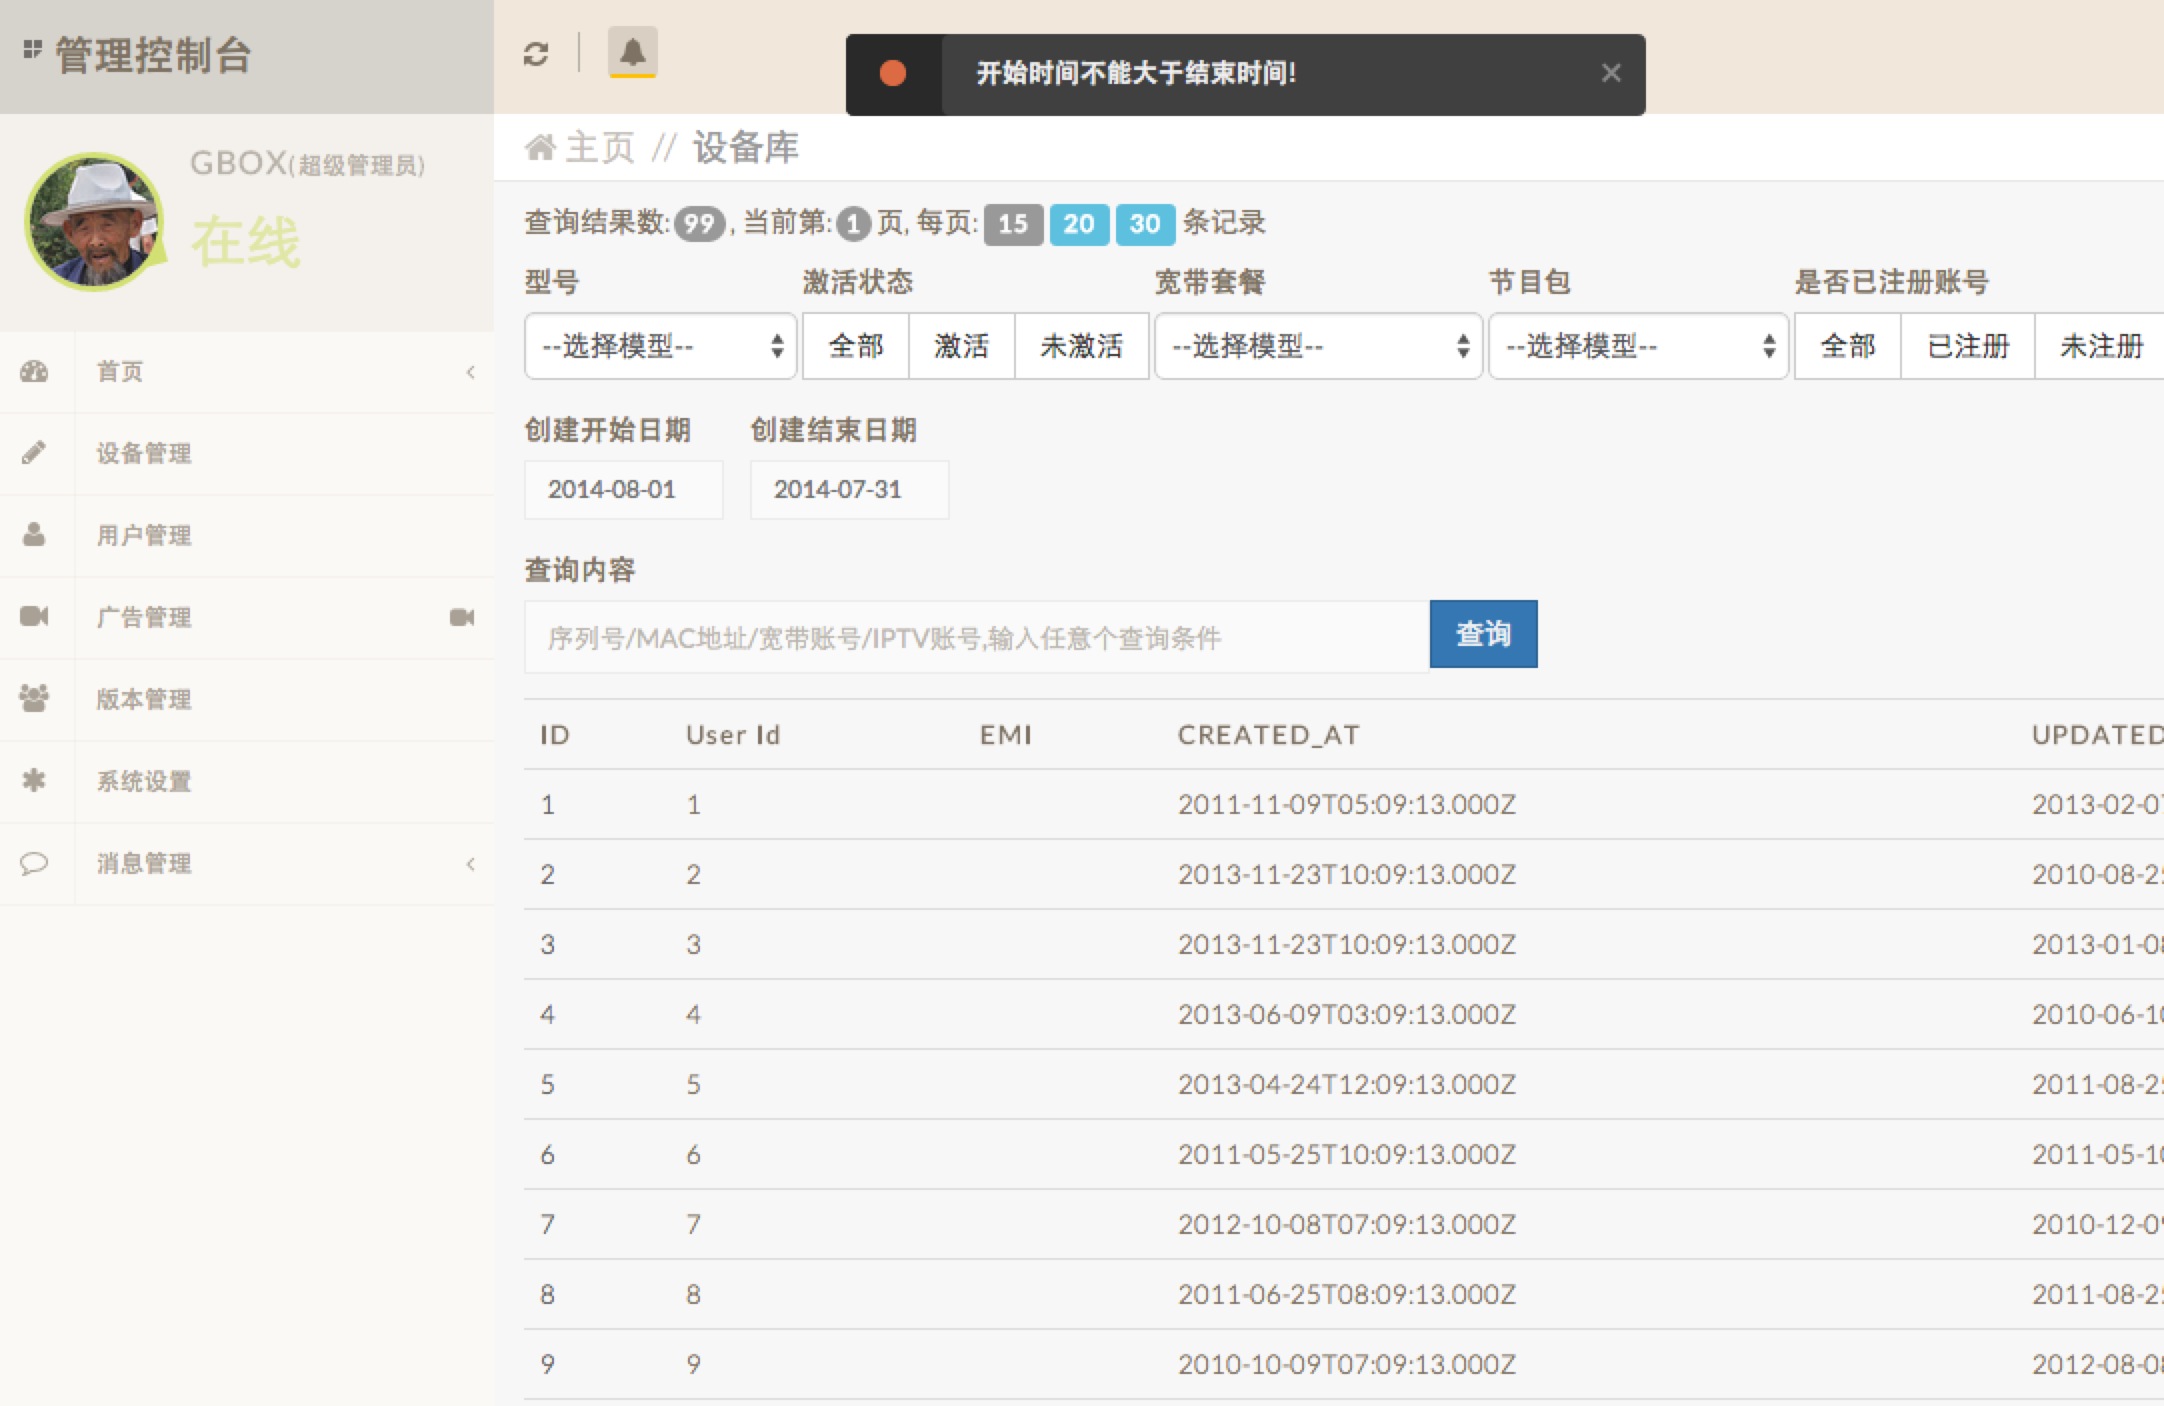 管理控制台
开始时间不能大于结束时间!
GBOX(超级管理员)
在线
首页
设备管理
用户管理
广告管理
版本管理
系统设置
消息管理
主页 // 设备库
查询结果数: 99 , 当前第: 1 页, 每页: 15 20 30 条记录
型号 激活状态 宽带套餐 节目包 是否已注册账号
--选择模型-- 全部 激活 未激活 --选择模型-- --选择模型-- 全部 已注册 未注册
创建开始日期 创建结束日期
2014-08-01 2014-07-31
查询内容
序列号/MAC地址/宽带账号/IPTV账号,输入任意个查询条件 查询
ID User Id EMI CREATED_AT UPDATED
1 1 2011-11-09T05:09:13.000Z 2013-02-07
2 2 2013-11-23T10:09:13.000Z 2010-08-2
3 3 2013-11-23T10:09:13.000Z 2013-01-08
4 4 2013-06-09T03:09:13.000Z 2010-06-10
5 5 2013-04-24T12:09:13.000Z 2011-08-2
6 6 2011-05-25T10:09:13.000Z 2011-05-10
7 7 2012-10-08T07:09:13.000Z 2010-12-09
8 8 2011-06-25T08:09:13.000Z 2011-08-2
9 9 2010-10-09T07:09:13.000Z 2012-08-08